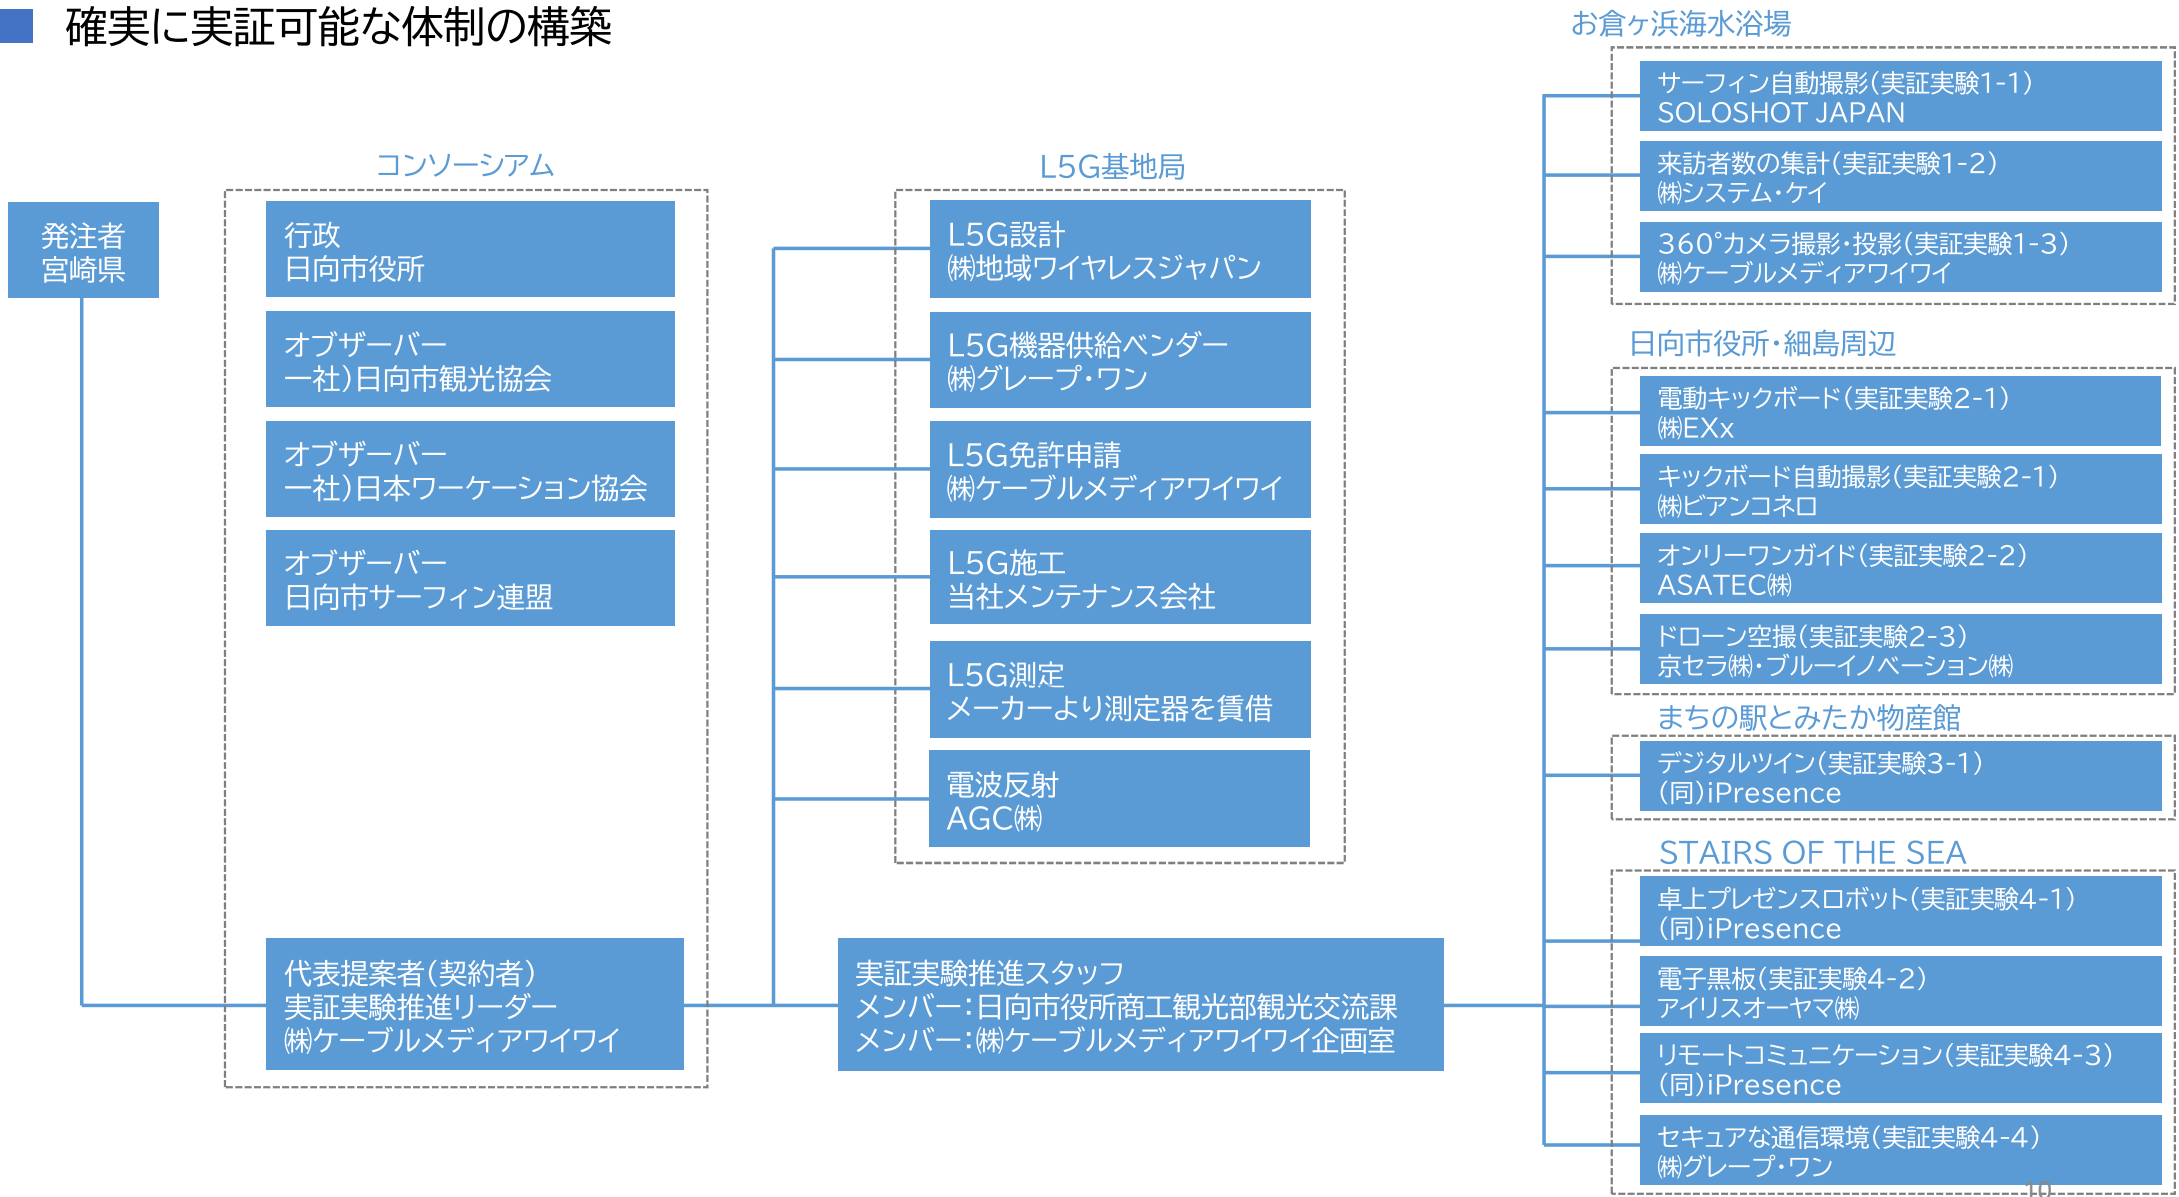 確実に実証可能な体制の構築
発注者
宮崎県
コンソーシアム
行政
日向市役所
オブザーバー
一社）日向市観光協会
オブザーバー
一社）日本ワーケーション協会
オブザーバー
日向市サーフィン連盟
代表提案者（契約者）
実証実験推進リーダー
㈱ケーブルメディアワイワイ
L5G基地局
L5G設計
㈱地域ワイヤレスジャパン
L5G機器供給ベンダー
㈱グレープ・ワン
L5G免許申請
㈱ケーブルメディアワイワイ
L5G施工
当社メンテナンス会社
L5G測定
メーカーより測定器を賃借
電波反射
AGC㈱
実証実験推進スタッフ
メンバー：日向市役所商工観光部観光交流課
メンバー：㈱ケーブルメディアワイワイ企画室
お倉ヶ浜海水浴場
サーフィン自動撮影（実証実験1-1）
SOLOSHOT JAPAN
来訪者数の集計（実証実験1-2）
㈱システム・ケイ
360°カメラ撮影・投影（実証実験1-3）
㈱ケーブルメディアワイワイ
日向市役所・細島周辺
電動キックボード（実証実験2-1）
㈱EXx
キックボード自動撮影（実証実験2-1）
㈱ビアンコネロ
オンリーワンガイド（実証実験2-2）
ASATEC㈱
ドローン空撮（実証実験2-3）
京セラ㈱・ブルーイノベーション㈱
まちの駅とみたか物産館
デジタルツイン（実証実験3-1）
（同）iPresence
STAIRS OF THE SEA
卓上プレゼンスロボット（実証実験4-1）
（同）iPresence
電子黒板（実証実験4-2）
アイリスオーヤマ㈱
リモートコミュニケーション（実証実験4-3）
（同）iPresence
セキュアな通信環境（実証実験4-4）
㈱グレープ・ワン
10